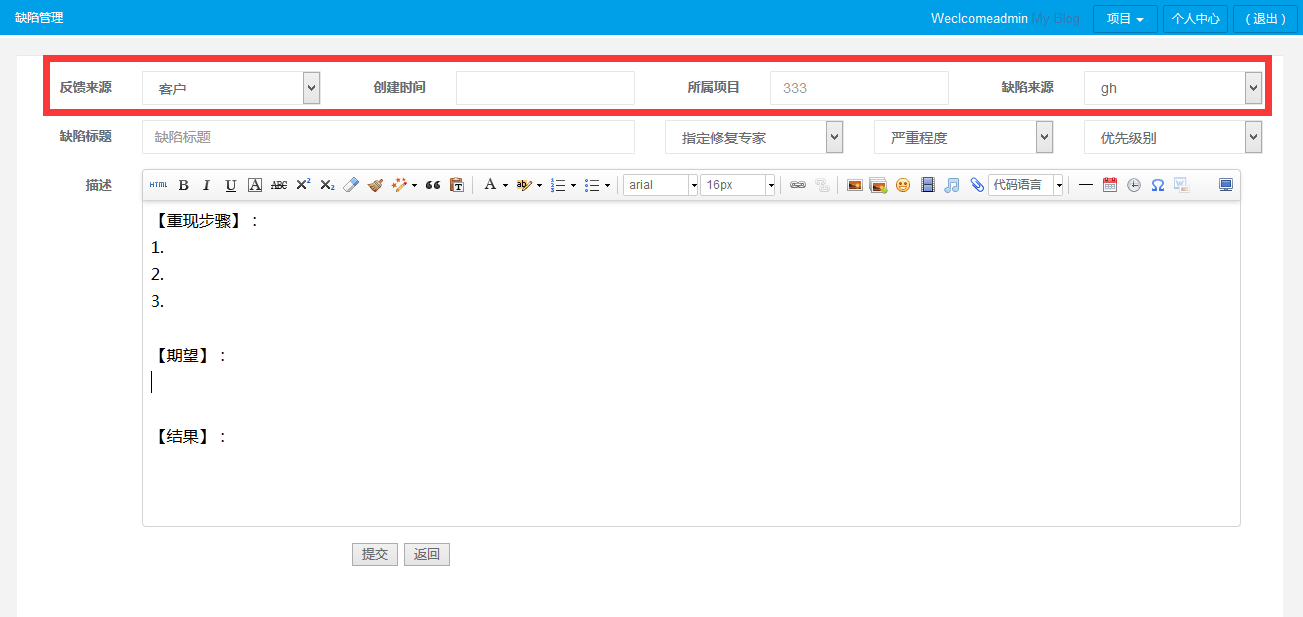 缺陷管理 Weclcomeadmin My Blog 项目 个人中心 （退出）
反馈来源 客户 创建时间 所属项目 333 缺陷来源 gh
缺陷标题 缺陷标题 指定修复专家 严重程度 优先级别
描述 HTML B I U A ABC X² X₂ T A ab arial 16px 代码语言 Ω W
【重现步骤】：
1.
2.
3.
【期望】：
【结果】：
提交 返回